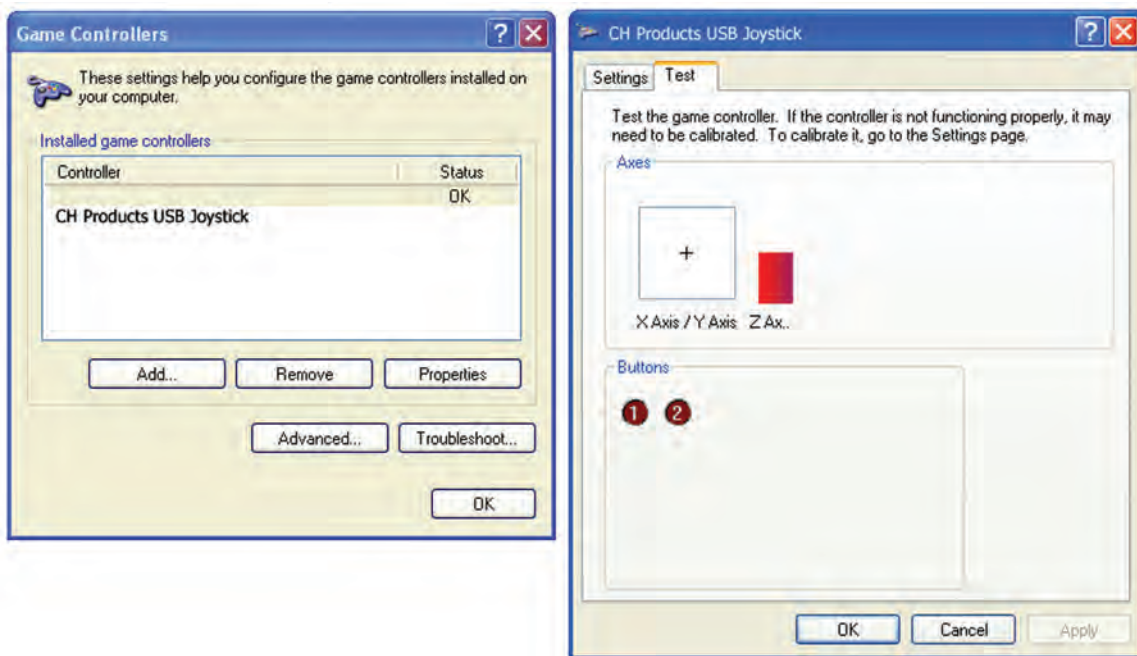 Game Controllers
These settings help you configure the game controllers installed on
your computer.
Installed game controllers
Controller Status
OK
CH Products USB Joystick
Add... Remove Properties
Advanced... Troubleshoot...
OK
CH Products USB Joystick
Settings Test
Test the game controller. If the controller is not functioning properly, it may
need to be calibrated. To calibrate it, go to the Settings page.
Axes
X Axis / Y Axis Z Ax..
Buttons
1 2
OK Cancel Apply